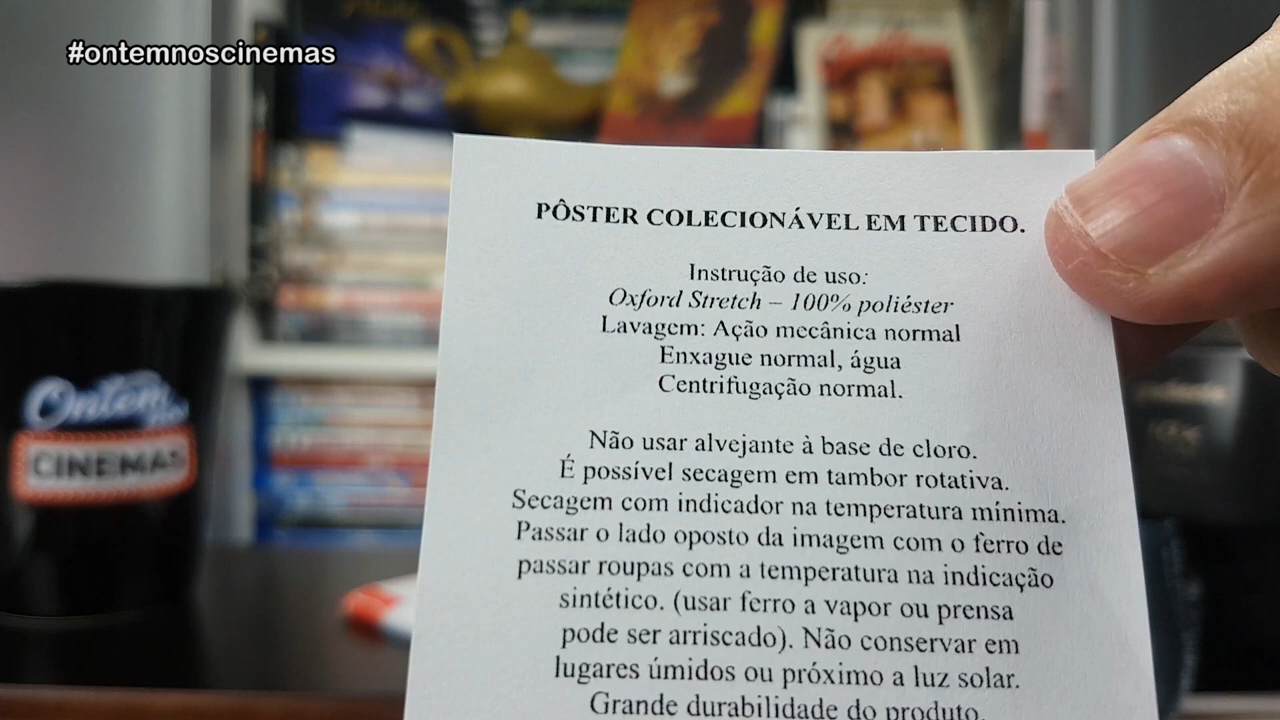 #ontemnoscinemas
PÔSTER COLECIONÁVEL EM TECIDO.
Instrução de uso:
Oxford Stretch – 100% poliéster
Lavagem: Ação mecânica normal
Enxague normal, água
Centrifugação normal.
Não usar alvejante à base de cloro.
É possível secagem em tambor rotativa.
Secagem com indicador na temperatura mínima.
Passar o lado oposto da imagem com o ferro de
passar roupas com a temperatura na indicação
sintético. (usar ferro a vapor ou prensa
pode ser arriscado). Não conservar em
lugares úmidos ou próximo a luz solar.
Grande durabilidade do produto.
Ontem
CINEMAS